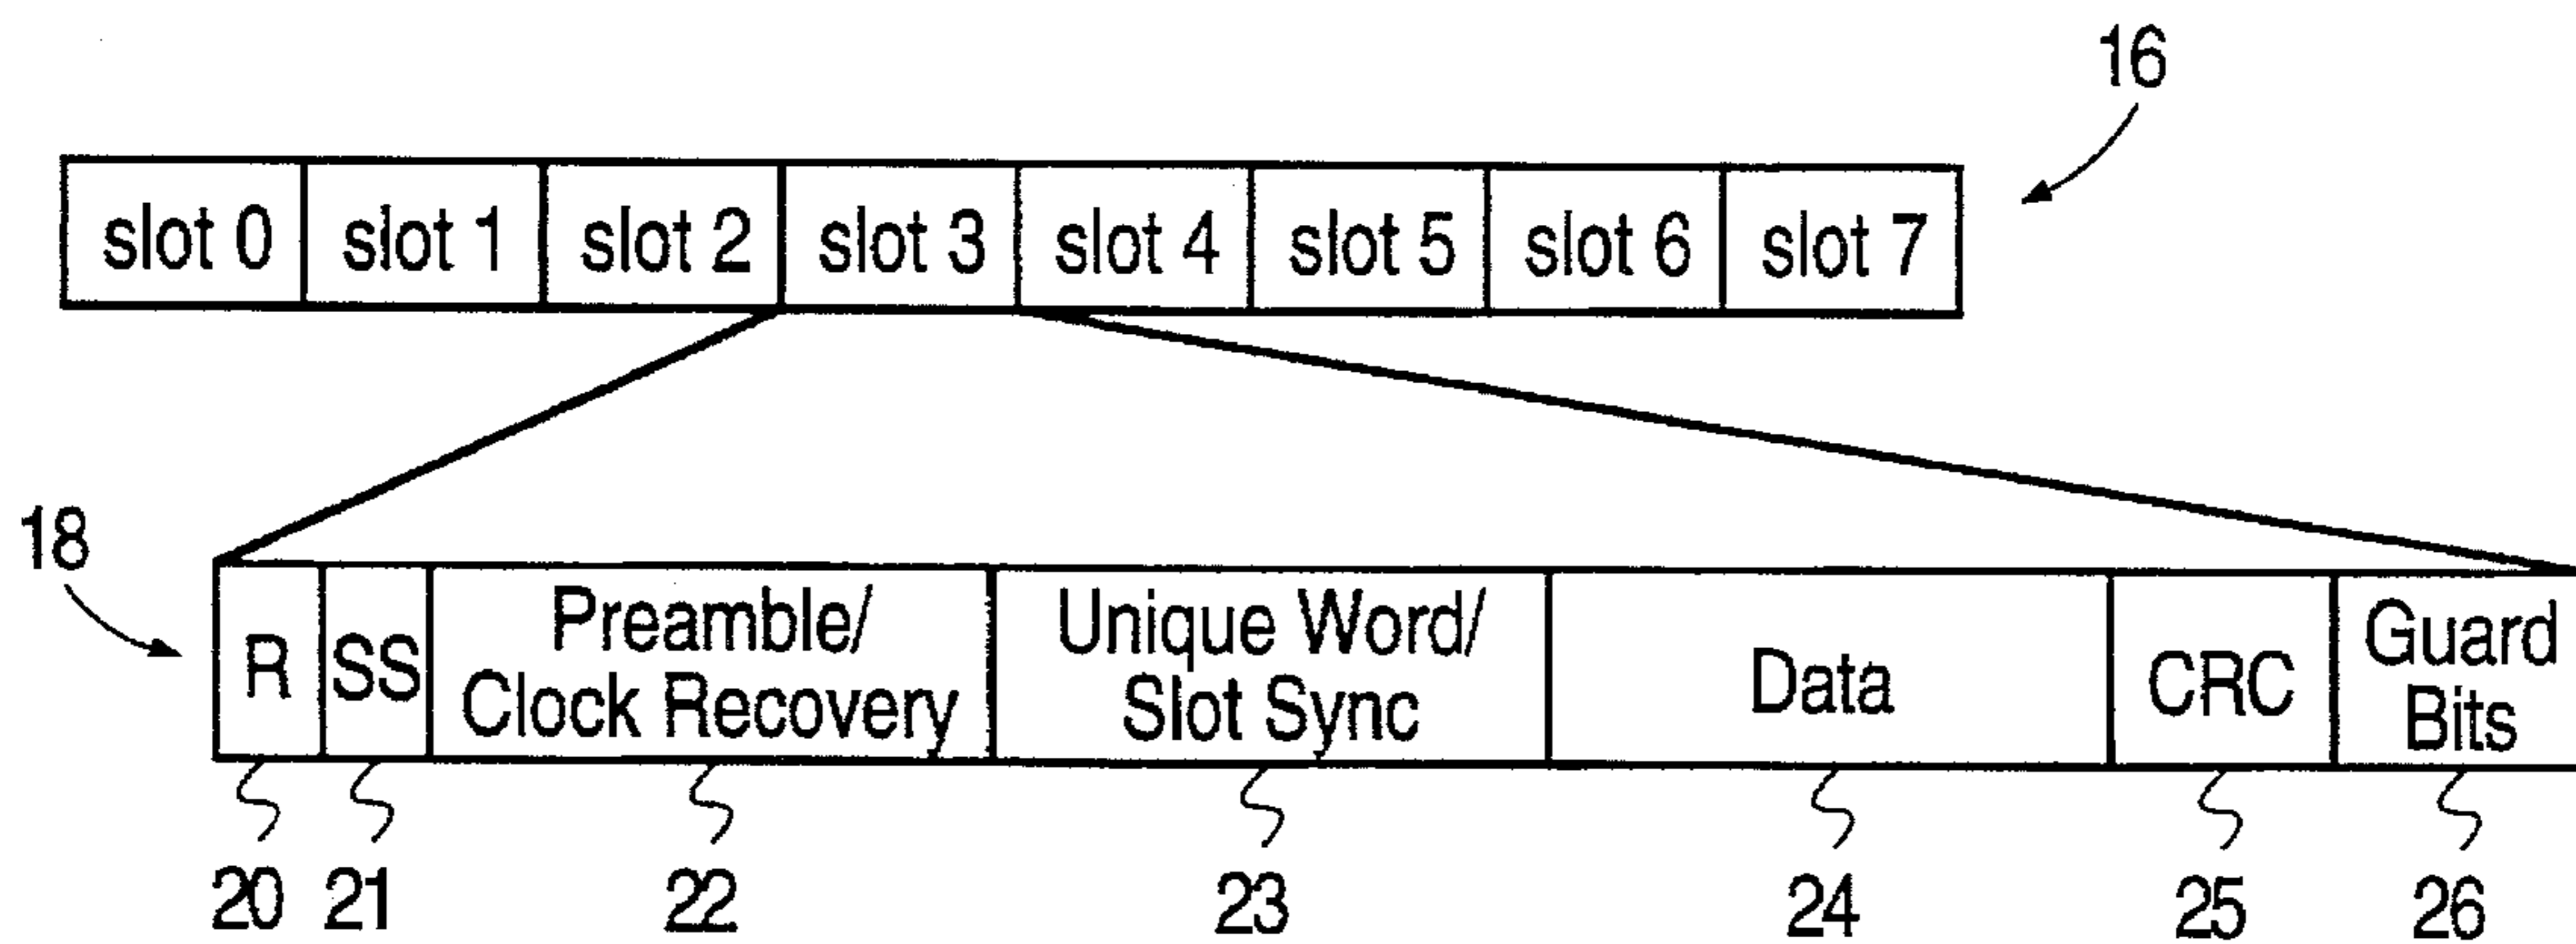 16
slot 0 slot 1 slot 2 slot 3 slot 4 slot 5 slot 6 slot 7
18
R SS Preamble/ Clock Recovery Unique Word/ Slot Sync Data CRC Guard Bits
20 21 22 23 24 25 26